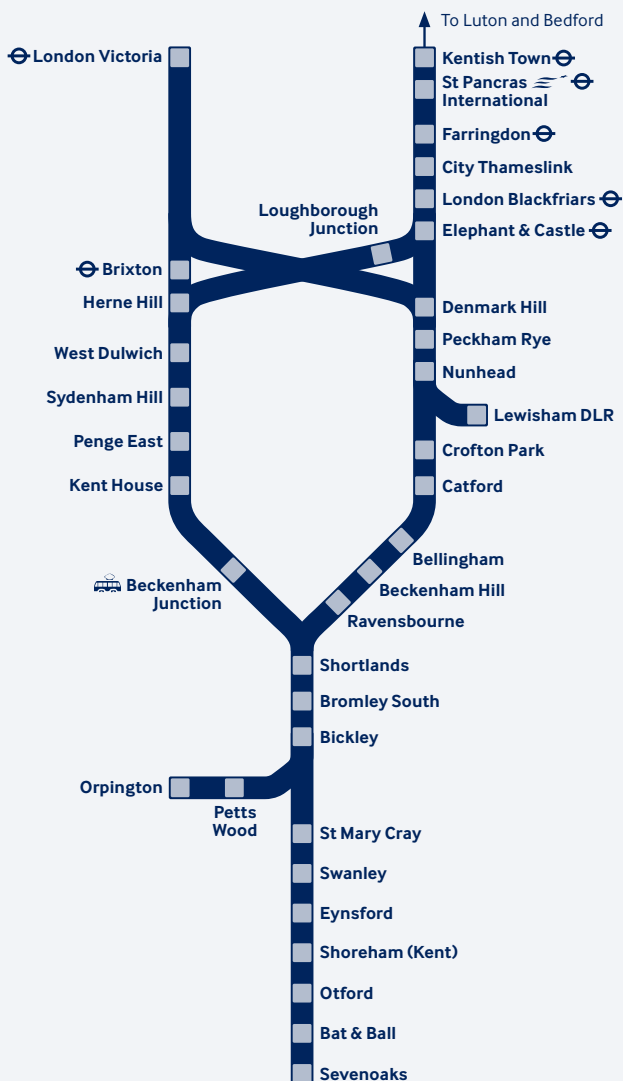 To Luton and Bedford
London Victoria
Kentish Town
St Pancras
International
Farringdon
City Thameslink
London Blackfriars
Loughborough
Junction
Elephant & Castle
Brixton
Herne Hill
Denmark Hill
Peckham Rye
West Dulwich
Nunhead
Sydenham Hill
Lewisham DLR
Penge East
Crofton Park
Kent House
Catford
Bellingham
Beckenham
Junction
Beckenham Hill
Ravensbourne
Shortlands
Bromley South
Bickley
Orpington
Petts
Wood
St Mary Cray
Swanley
Eynsford
Shoreham (Kent)
Otford
Bat & Ball
Sevenoaks